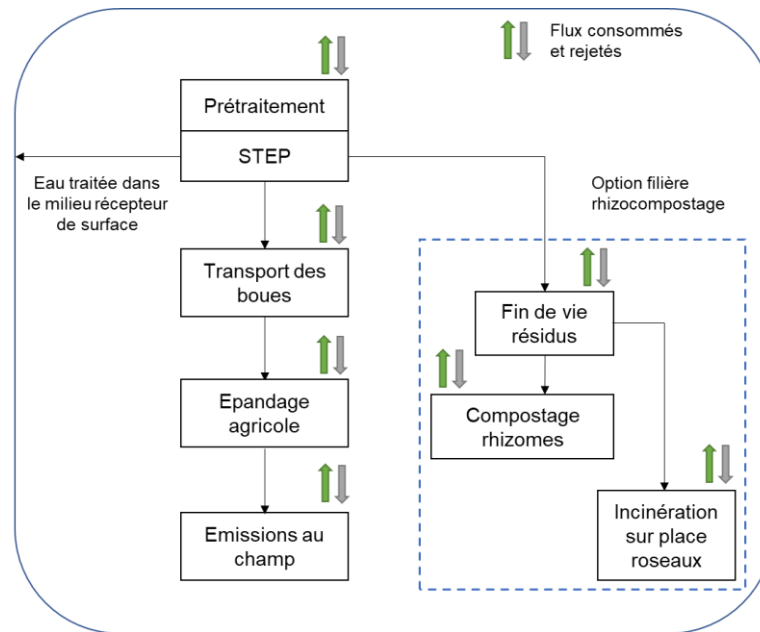 Flux consommés
et rejetés
Prétraitement
STEP
Eau traitée dans
le milieu récepteur
de surface
Option filière
rhizocompostage
Transport des
boues
Fin de vie
résidus
Epandage
agricole
Compostage
rhizomes
Emissions au
champ
Incinération
sur place
roseaux